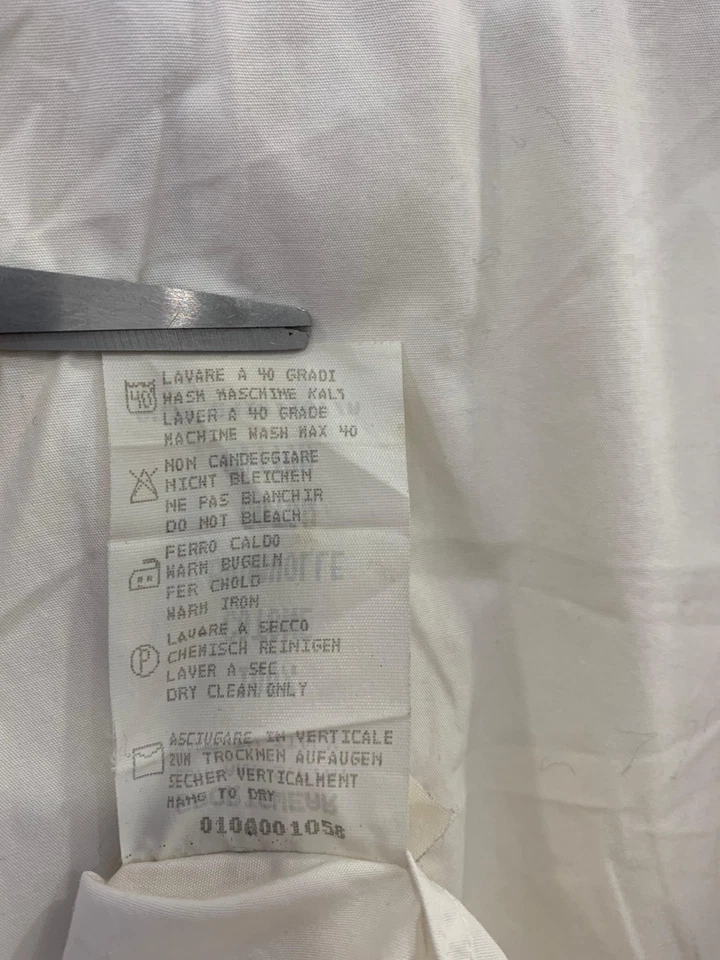 40
LAVARE A 40 GRADI
WASH MASCHINE KALT
LAVER A 40 GRADE
MACHINE WASH MAX 40
NON CANDEGGIARE
NICHT BLEICHEN
NE PAS BLANCHIR
DO NOT BLEACH
FERRO CALDO
WARM BUGELN
FER CHOLD
WARM IRON
P
LAVARE A SECCO
CHEMISCH REINIGEN
LAVER A SEC
DRY CLEAN ONLY
ASCIUGARE IN VERTICALE
ZUM TROCKNEN AUFAUGEN
SECHER VERTICALMENT
HANG TO DRY
0100001058